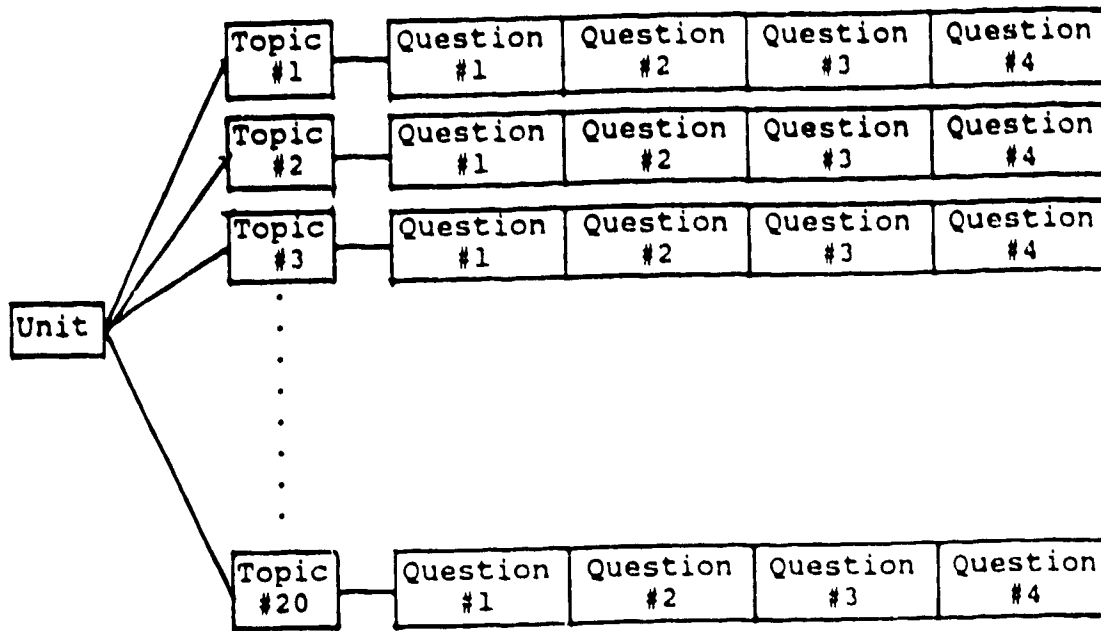 Topic Question Question Question Question
#1 #1 #2 #3 #4
Topic Question Question Question Question
#2 #1 #2 #3 #4
Topic Question Question Question Question
#3 #1 #2 #3 #4
Unit
Topic Question Question Question Question
#20 #1 #2 #3 #4